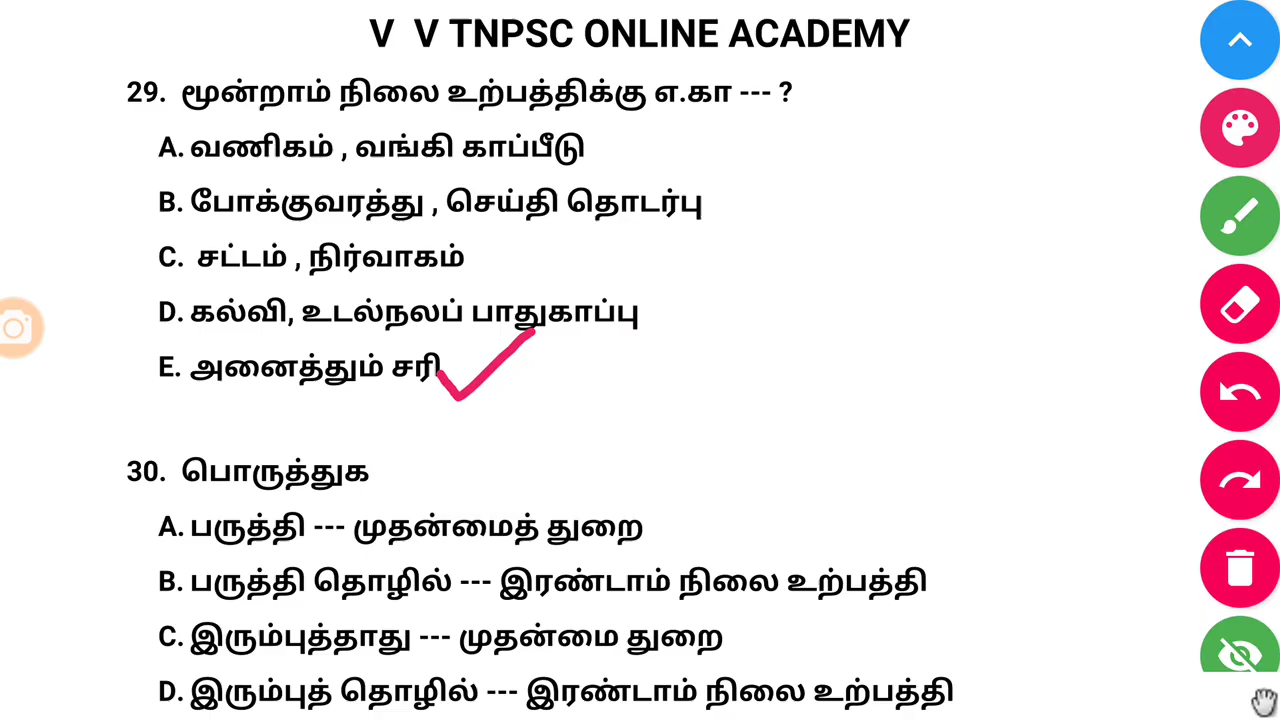 V V TNPSC ONLINE ACADEMY
29. மூன்றாம் நிலை உற்பத்திக்கு எ.கா --- ?
A. வணிகம் , வங்கி காப்பீடு
B. போக்குவரத்து , செய்தி தொடர்பு
C. சட்டம் , நிர்வாகம்
D. கல்வி, உடல்நலப் பாதுகாப்பு
E. அனைத்தும் சரி
30. பொருத்துக
A. பருத்தி --- முதன்மைத் துறை
B. பருத்தி தொழில் --- இரண்டாம் நிலை உற்பத்தி
C. இரும்புத்தாது --- முதன்மை துறை
D. இரும்புத் தொழில் --- இரண்டாம் நிலை உற்பத்தி